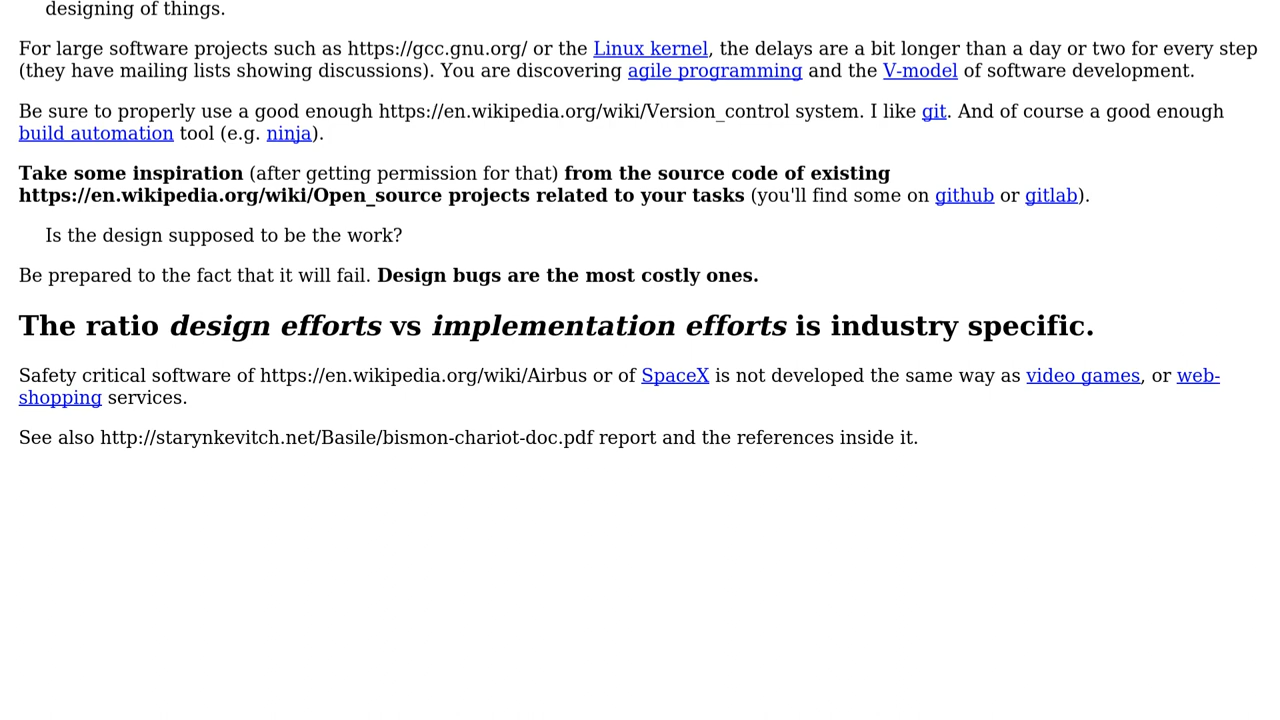 designing of things.
For large software projects such as https://gcc.gnu.org/ or the Linux kernel, the delays are a bit longer than a day or two for every step
(they have mailing lists showing discussions). You are discovering agile programming and the V-model of software development.
Be sure to properly use a good enough https://en.wikipedia.org/wiki/Version_control system. I like git. And of course a good enough
build automation tool (e.g. ninja).
Take some inspiration (after getting permission for that) from the source code of existing
https://en.wikipedia.org/wiki/Open_source projects related to your tasks (you'll find some on github or gitlab).
Is the design supposed to be the work?
Be prepared to the fact that it will fail. Design bugs are the most costly ones.
The ratio design efforts vs implementation efforts is industry specific.
Safety critical software of https://en.wikipedia.org/wiki/Airbus or of SpaceX is not developed the same way as video games, or web-
shopping services.
See also http://starynkevitch.net/Basile/bismon-chariot-doc.pdf report and the references inside it.